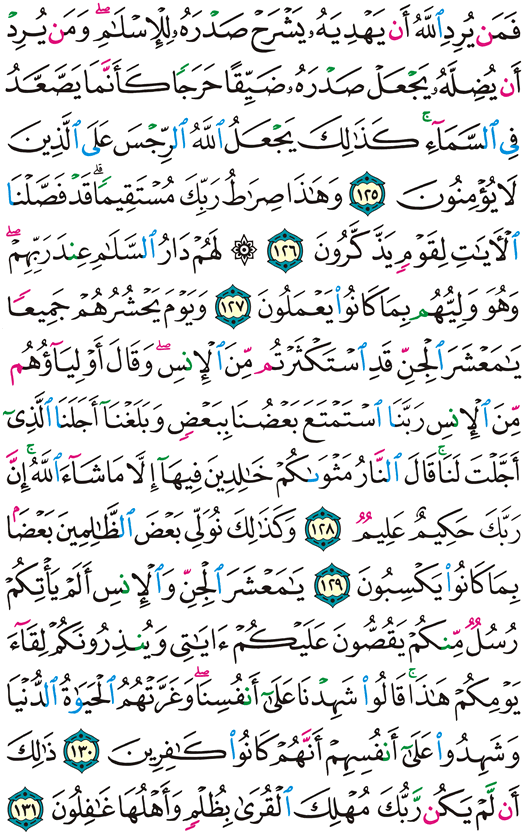 فَمَن يُرِدِ ٱللَّهُ أَن يَهْدِيَهُۥ يَشْرَحْ صَدْرَهُۥ لِلْإِسْلَـٰمِ ۖ وَمَن يُرِدْ
أَن يُضِلَّهُۥ يَجْعَلْ صَدْرَهُۥ ضَيِّقًا حَرَجًا كَأَنَّمَا يَصَّعَّدُ
فِى ٱلسَّمَآءِ ۚ كَذَٰلِكَ يَجْعَلُ ٱللَّهُ ٱلرِّجْسَ عَلَى ٱلَّذِينَ
لَا يُؤْمِنُونَ ١٢٥ وَهَـٰذَا صِرَٰطُ رَبِّكَ مُسْتَقِيمًا ۗ قَدْ فَصَّلْنَا
ٱلْـَٔايَـٰتِ لِقَوْمٍ يَذَّكَّرُونَ ١٢٦ ۞ لَهُمْ دَارُ ٱلسَّلَـٰمِ عِندَ رَبِّهِمْ ۖ
وَهُوَ وَلِيُّهُم بِمَا كَانُوا۟ يَعْمَلُونَ ١٢٧ وَيَوْمَ يَحْشُرُهُمْ جَمِيعًا
يَـٰمَعْشَرَ ٱلْجِنِّ قَدِ ٱسْتَكْثَرْتُم مِّنَ ٱلْإِنسِ ۖ وَقَالَ أَوْلِيَآؤُهُم
مِّنَ ٱلْإِنسِ رَبَّنَا ٱسْتَمْتَعَ بَعْضُنَا بِبَعْضٍ وَبَلَغْنَآ أَجَلَنَا ٱلَّذِىٓ
أَجَّلْتَ لَنَا ۚ قَالَ ٱلنَّارُ مَثْوَىٰكُمْ خَـٰلِدِينَ فِيهَآ إِلَّا مَا شَآءَ ٱللَّهُ ۗ إِنَّ
رَبَّكَ حَكِيمٌ عَلِيمٌ ١٢٨ وَكَذَٰلِكَ نُوَلِّى بَعْضَ ٱلظَّـٰلِمِينَ بَعْضًۢا
بِمَا كَانُوا۟ يَكْسِبُونَ ١٢٩ يَـٰمَعْشَرَ ٱلْجِنِّ وَٱلْإِنسِ أَلَمْ يَأْتِكُمْ
رُسُلٌ مِّنكُمْ يَقُصُّونَ عَلَيْكُمْ ءَايَـٰتِى وَيُنذِرُونَكُمْ لِقَآءَ
يَوْمِكُمْ هَـٰذَا ۚ قَالُوا۟ شَهِدْنَا عَلَىٰٓ أَنفُسِنَا ۖ وَغَرَّتْهُمُ ٱلْحَيَوٰةُ ٱلدُّنْيَا
وَشَهِدُوا۟ عَلَىٰٓ أَنفُسِهِمْ أَنَّهُمْ كَانُوا۟ كَـٰفِرِينَ ١٣٠ ذَٰلِكَ
أَن لَّمْ يَكُن رَّبُّكَ مُهْلِكَ ٱلْقُرَىٰ بِظُلْمٍ وَأَهْلُهَا غَـٰفِلُونَ ١٣١